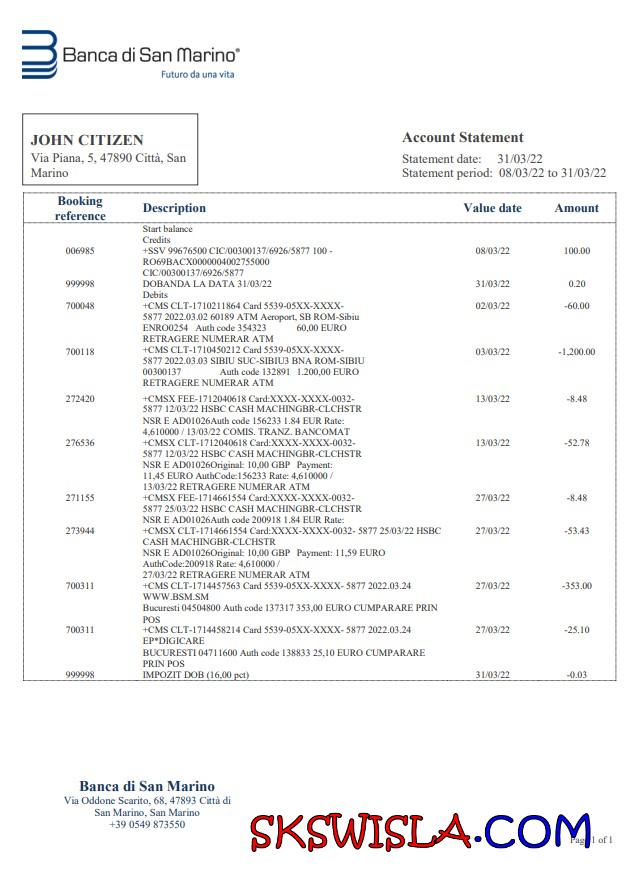 Banca di San Marino®
Futuro da una vita
JOHN CITIZEN
Via Piana, 5, 47890 Città, San
Marino
Account Statement
Statement date: 31/03/22
Statement period: 08/03/22 to 31/03/22
Booking reference Description Value date Amount
Start balance
Credits
006985 +SSV 99676500 CIC/00300137/6926/5877 100 - 08/03/22 100.00
RO69BACX0000004002755000
CIC/00300137/6926/5877
999998 DOBANDA LA DATA 31/03/22 31/03/22 0.20
Debits
700048 +CMS CLT-1710211864 Card 5539-05XX-XXXX- 02/03/22 -60.00
5877 2022.03.02 60189 ATM Aeroport, SB ROM-Sibiu
ENRO0254 Auth code 354323 60,00 EURO
RETRAGERE NUMERAR ATM
700118 +CMS CLT-1710450212 Card 5539-05XX-XXXX- 03/03/22 -1,200.00
5877 2022.03.03 SIBIU SUC-SIBIU3 BNA ROM-SIBIU
00300137 Auth code 132891 1.200,00 EURO
RETRAGERE NUMERAR ATM
272420 +CMSX FEE-1712040618 Card:XXXX-XXXX-0032- 13/03/22 -8.48
5877 12/03/22 HSBC CASH MACHINGBR-CLCHSTR
NSR E AD01026Auth code 156233 1.84 EUR Rate:
4,610000 / 13/03/22 COMIS. TRANZ. BANCOMAT
276536 +CMSX CLT-1712040618 Card:XXXX-XXXX-0032- 13/03/22 -52.78
5877 12/03/22 HSBC CASH MACHINGBR-CLCHSTR
NSR E AD01026Original: 10,00 GBP Payment:
11,45 EURO AuthCode:156233 Rate: 4,610000 /
13/03/22 RETRAGERE NUMERAR ATM
271155 +CMSX FEE-1714661554 Card:XXXX-XXXX-0032- 27/03/22 -8.48
5877 25/03/22 HSBC CASH MACHINGBR-CLCHSTR
NSR E AD01026Auth code 200918 1.84 EUR Rate:
273944 +CMSX CLT-1714661554 Card:XXXX-XXXX-0032- 5877 25/03/22 HSBC 27/03/22 -53.43
CASH MACHINGBR-CLCHSTR
NSR E AD01026Original: 10,00 GBP Payment: 11,59 EURO
AuthCode:200918 Rate: 4,610000 /
27/03/22 RETRAGERE NUMERAR ATM
700311 +CMS CLT-1714457563 Card 5539-05XX-XXXX- 5877 2022.03.24 27/03/22 -353.00
WWW.BSM.SM
Bucuresti 04504800 Auth code 137317 353,00 EURO CUMPARARE PRIN
POS
700311 +CMS CLT-1714458214 Card 5539-05XX-XXXX- 5877 2022.03.24 27/03/22 -25.10
EP*DIGICARE
BUCURESTI 04711600 Auth code 138833 25,10 EURO CUMPARARE
PRIN POS
999998 IMPOZIT DOB (16,00 pct) 31/03/22 -0.03
Banca di San Marino
Via Oddone Scarito, 68, 47893 Città di
San Marino, San Marino
+39 0549 873550
SKSWISLA.COM
Page 1 of 1